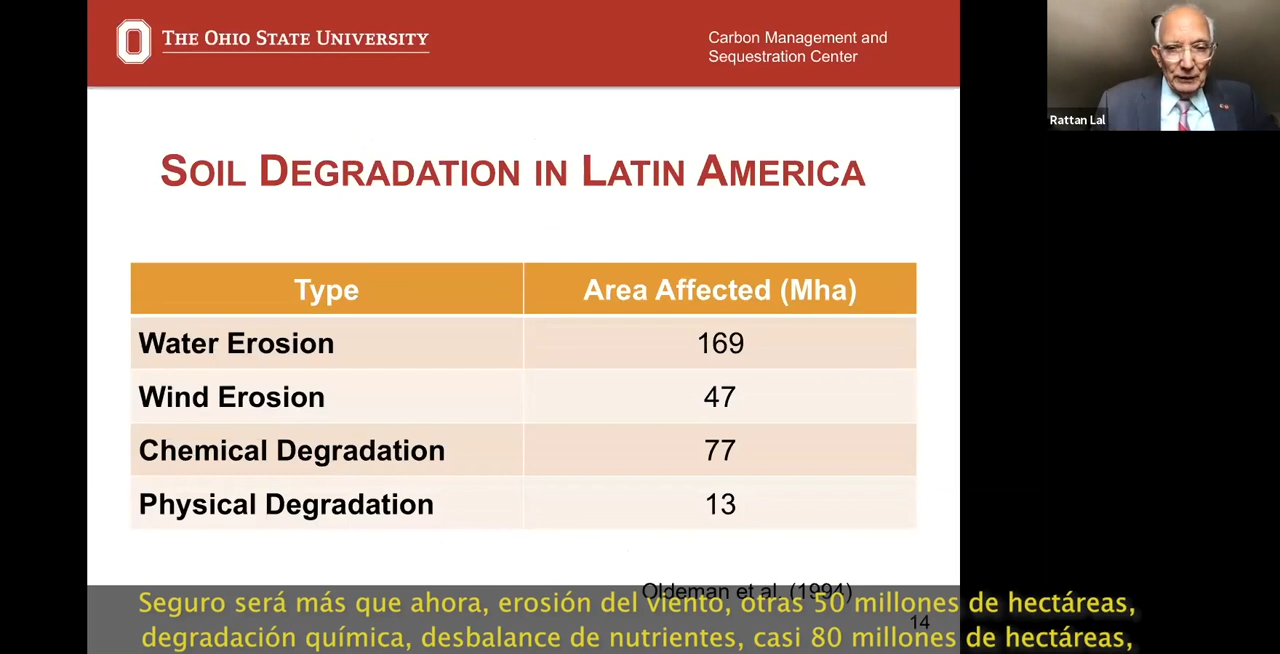 THE OHIO STATE UNIVERSITY
Carbon Management and
Sequestration Center
Rattan Lal
SOIL DEGRADATION IN LATIN AMERICA
Type Area Affected (Mha)
Water Erosion 169
Wind Erosion 47
Chemical Degradation 77
Physical Degradation 13
Oldeman et al. (1994)
Seguro será más que ahora, erosión del viento, otras 50 millones de hectáreas,
14
degradación química, desbalance de nutrientes, casi 80 millones de hectáreas,